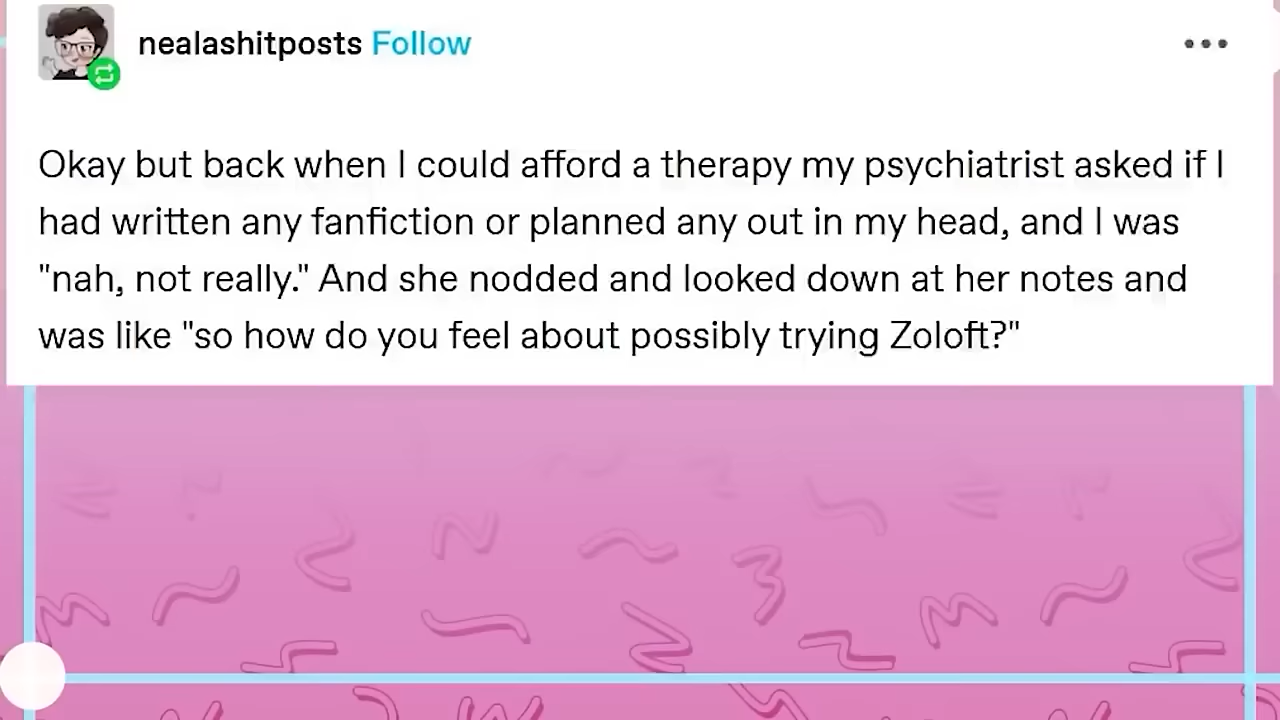 nealashitposts Follow
Okay but back when I could afford a therapy my psychiatrist asked if I
had written any fanfiction or planned any out in my head, and I was
"nah, not really." And she nodded and looked down at her notes and
was like "so how do you feel about possibly trying Zoloft?"